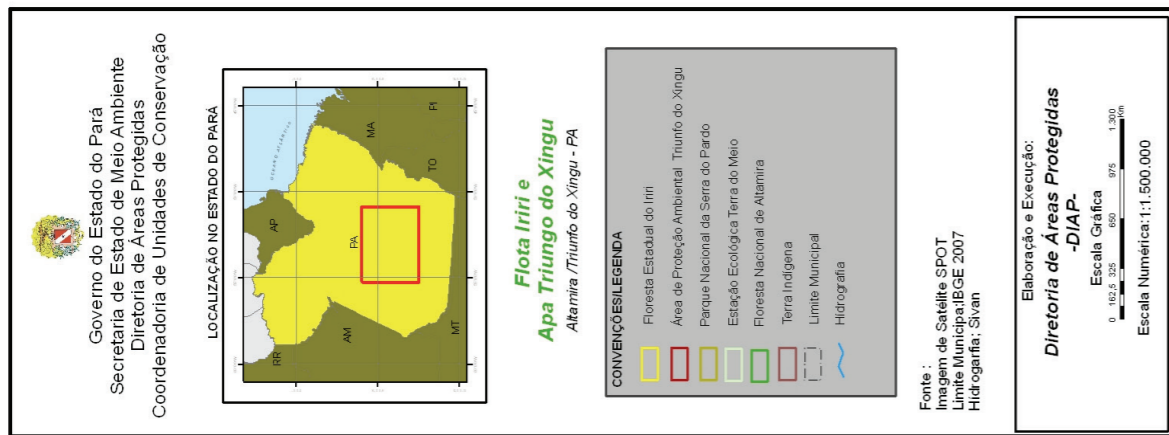 Governo do Estado do Pará
Secretaria de Estado de Meio Ambiente
Diretoria de Áreas Protegidas
Coordenadoria de Unidades de Conservação
LOCALIZAÇÃO NO ESTADO DO PARÁ
OCEANO ATLÂNTICO
RR
AP
AM
PA
MA
TO
PI
MT
Flota Iriri e
Apa Triungo do Xingu
Altamira /Triunfo do Xingu - PA
CONVENÇÕES/LEGENDA
Floresta Estadual do Iriri
Área de Proteção Ambiental Triunfo do Xingu
Parque Nacional da Serra do Pardo
Estação Ecológica Terra do Meio
Floresta Nacional de Altamira
Terra Indígena
Limite Municipal
Hidrografia
Fonte :
Imagem de Satélite SPOT
Limite Municipal:IBGE 2007
Hidrogarfia; Sivan
Elaboração e Execução:
Diretoria de Áreas Protegidas
-DIAP-
Escala Gráfica
0 162,5 325 650 975 1.300
Km
Escala Numérica:1:1.500.000